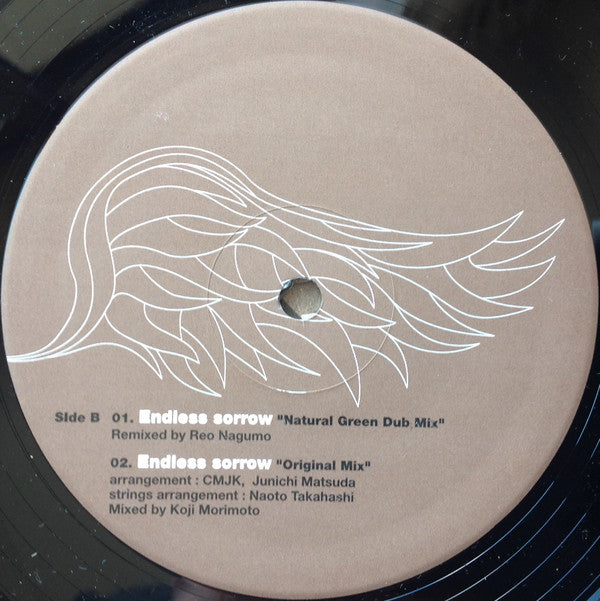 Side B 01. Endless sorrow "Natural Green Dub Mix"
Remixed by Reo Nagumo
02. Endless sorrow "Original Mix"
arrangement : CMJK, Junichi Matsuda
strings arrangement : Naoto Takahashi
Mixed by Koji Morimoto